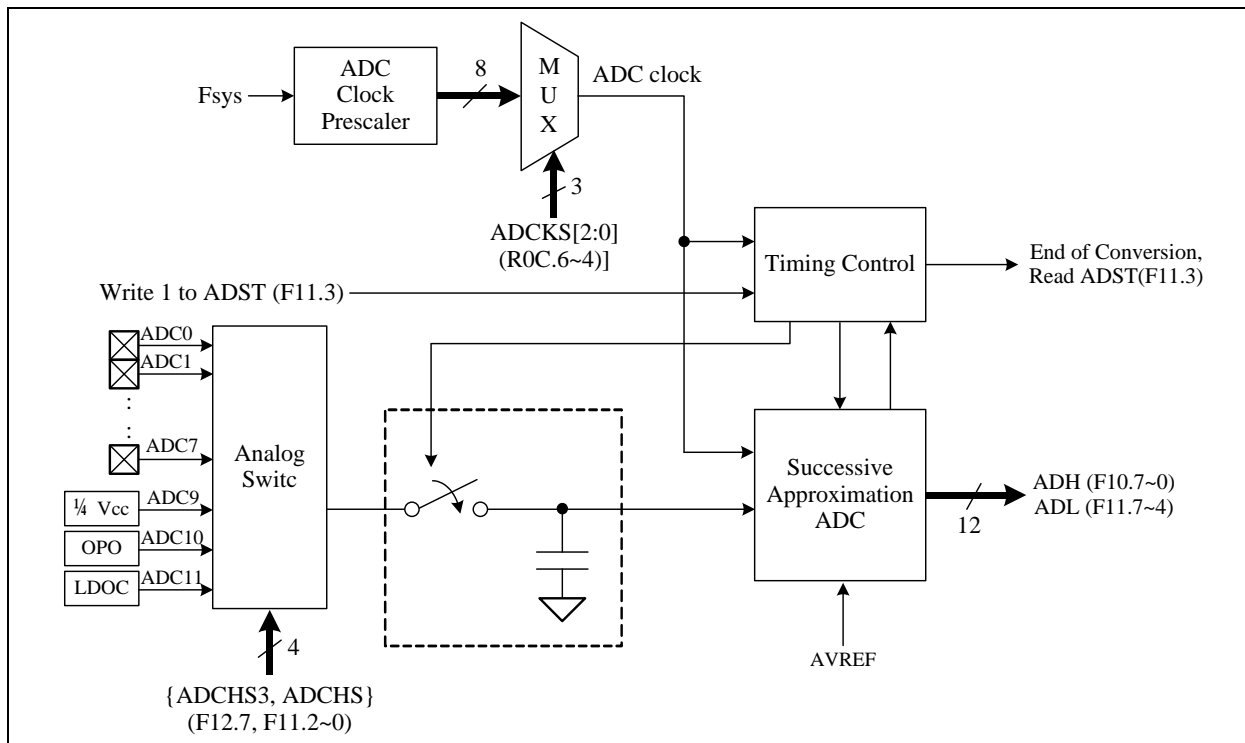 ADC
Clock
Prescaler
Fsys
8
M
U
X
ADC clock
3
ADCKS[2:0]
(R0C.6~4)]
Timing Control
End of Conversion,
Read ADST(F11.3)
Write 1 to ADST (F11.3)
ADC0
ADC1
ADC7
Analog
Switc
¼ Vcc
ADC9
OPO
ADC10
LDOC
ADC11
4
{ADCHS3, ADCHS}
(F12.7, F11.2~0)
Successive
Approximation
ADC
12
ADH (F10.7~0)
ADL (F11.7~4)
AVREF